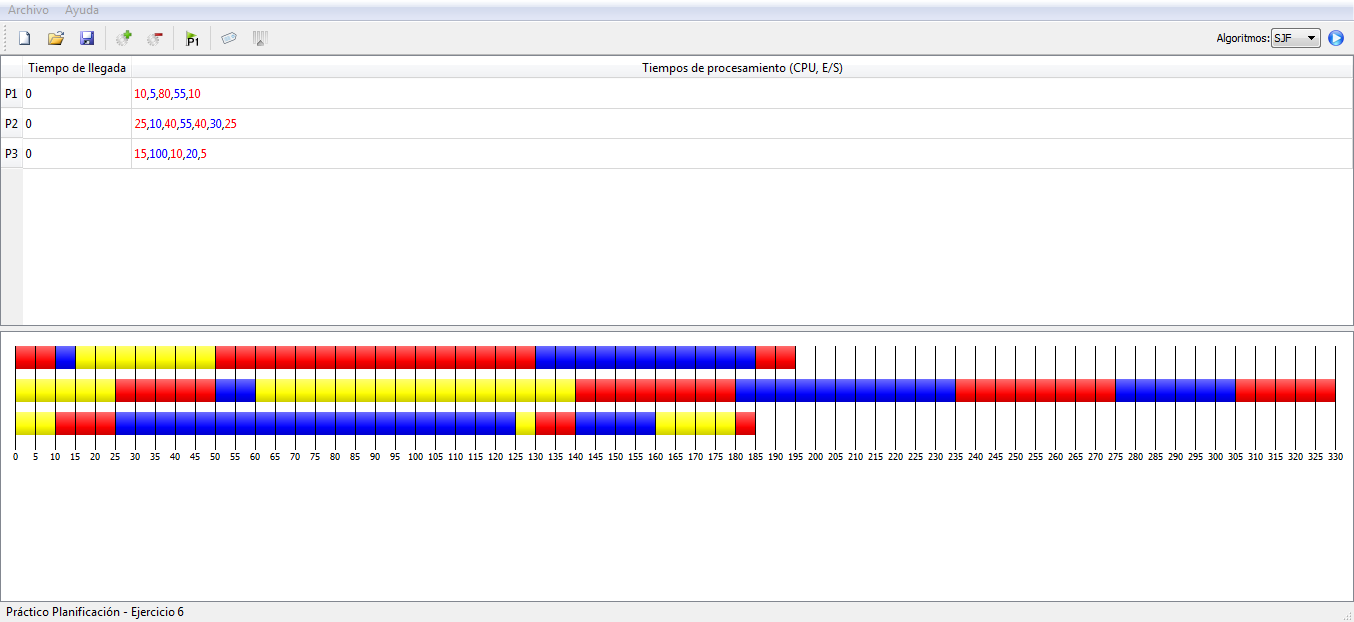 Archivo Ayuda
P1 Algoritmos: SJF
Tiempo de llegada Tiempos de procesamiento (CPU, E/S)
P1 0 10,5,80,55,10
P2 0 25,10,40,55,40,30,25
P3 0 15,100,10,20,5
0 5 10 15 20 25 30 35 40 45 50 55 60 65 70 75 80 85 90 95 100 105 110 115 120 125 130 135 140 145 150 155 160 165 170 175 180 185 190 195 200 205 210 215 220 225 230 235 240 245 250 255 260 265 270 275 280 285 290 295 300 305 310 315 320 325 330
Práctico Planificación - Ejercicio 6